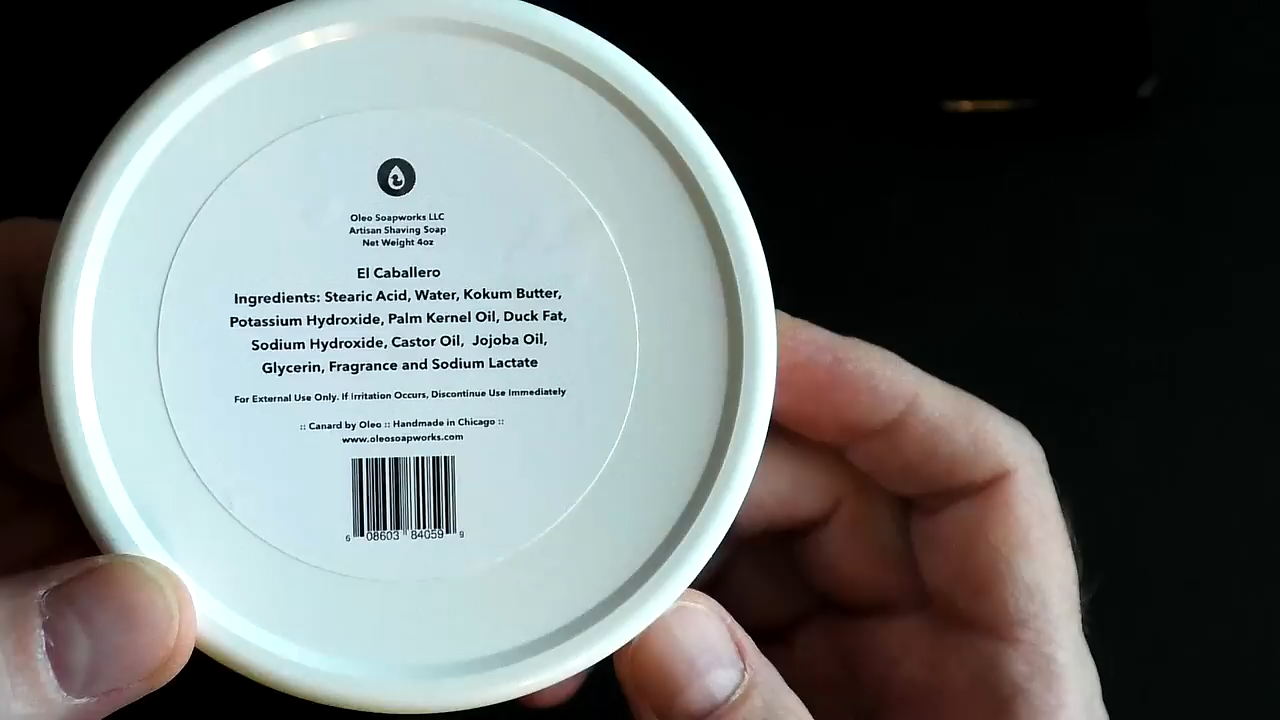 Oleo Soapworks LLC
Artisan Shaving Soap
Net Weight 4oz
El Caballero
Ingredients: Stearic Acid, Water, Kokum Butter,
Potassium Hydroxide, Palm Kernel Oil, Duck Fat,
Sodium Hydroxide, Castor Oil, Jojoba Oil,
Glycerin, Fragrance and Sodium Lactate
For External Use Only. If Irritation Occurs, Discontinue Use Immediately
:: Canard by Oleo :: Handmade in Chicago ::
www.oleosoapworks.com
6 08603 84059 9